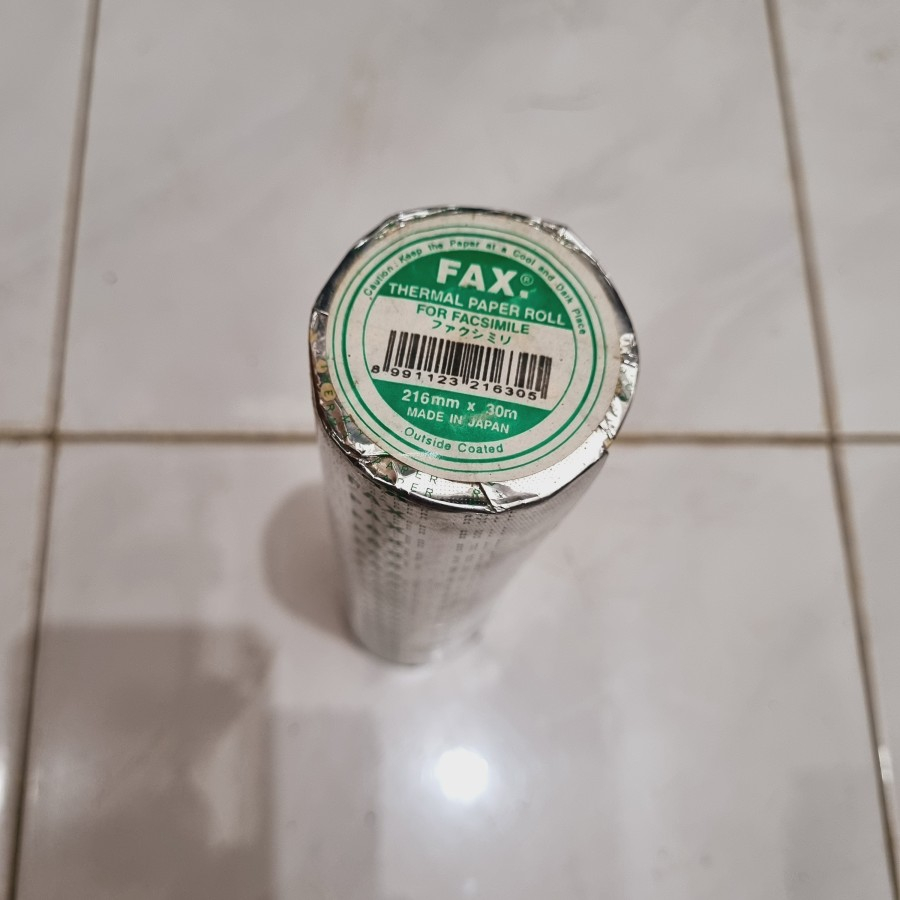 Caution: Keep the Paper at a Cool and Dark Place
FAX.®
THERMAL PAPER ROLL
FOR FACSIMILE
ファクシミリ
8 991123 216305
216mm x 30m
MADE IN JAPAN
Outside Coated